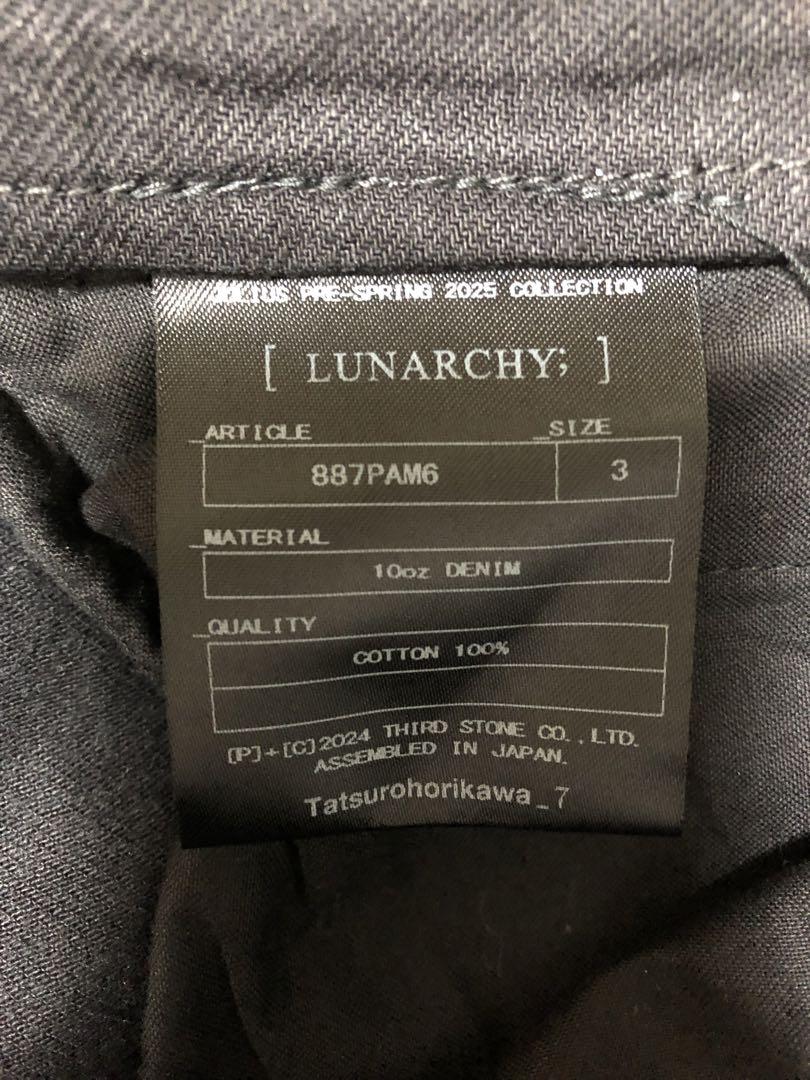 JULIUS PRE-SPRING 2025 COLLECTION
[ LUNARCHY; ]
_ARTICLE _SIZE
887PAM6 3
_MATERIAL
10oz DENIM
_QUALITY
COTTON 100%
[P]+[C]2024 THIRD STONE CO.,LTD.
ASSEMBLED IN JAPAN.
Tatsurohorikawa_7